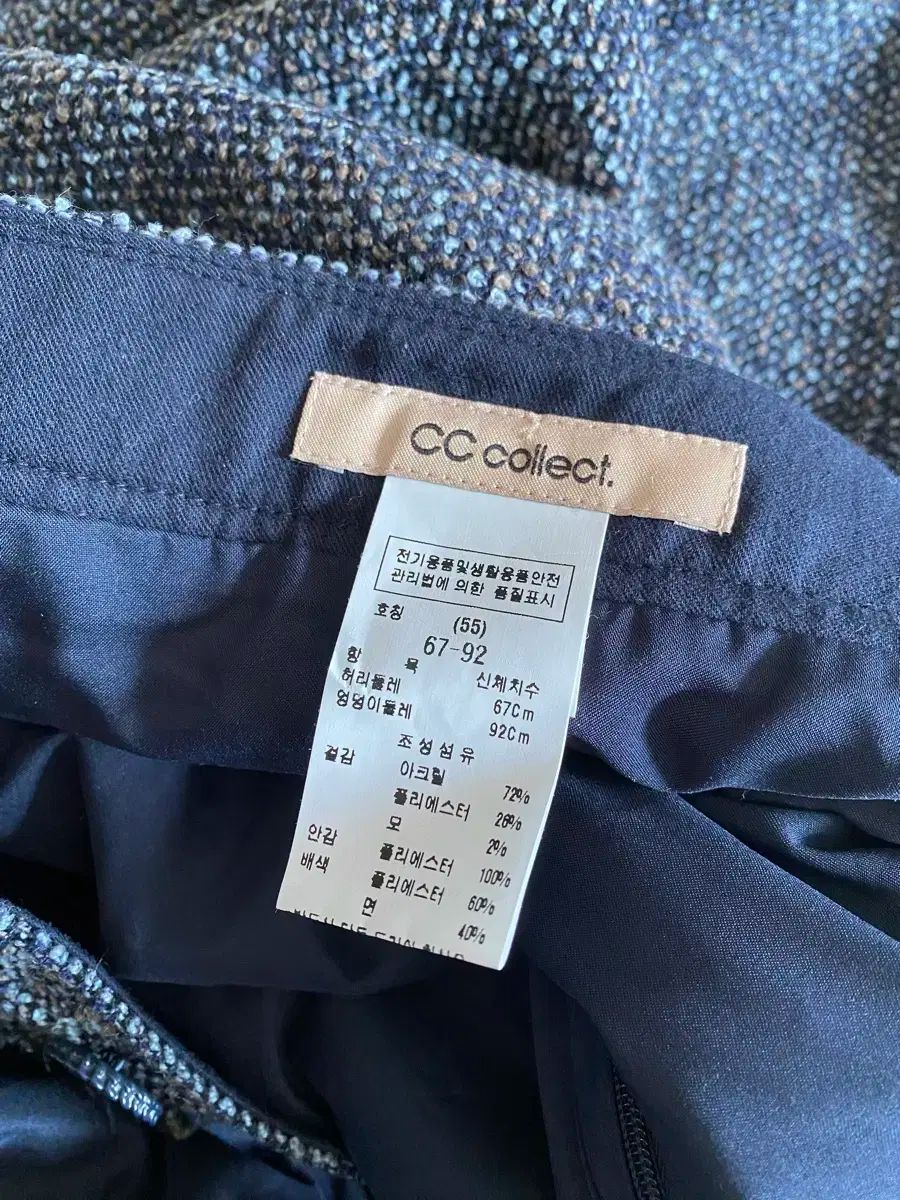 CC collect.
전기용품및생활용품안전
관리법에 의한 품질표시
호칭 (55)
67-92
항 목 신체치수
허리둘레 67Cm
엉덩이둘레 92Cm
조성섬유
겉감 아크릴 72%
폴리에스터 26%
모 2%
안감 폴리에스터 100%
배색 폴리에스터 60%
면 40%